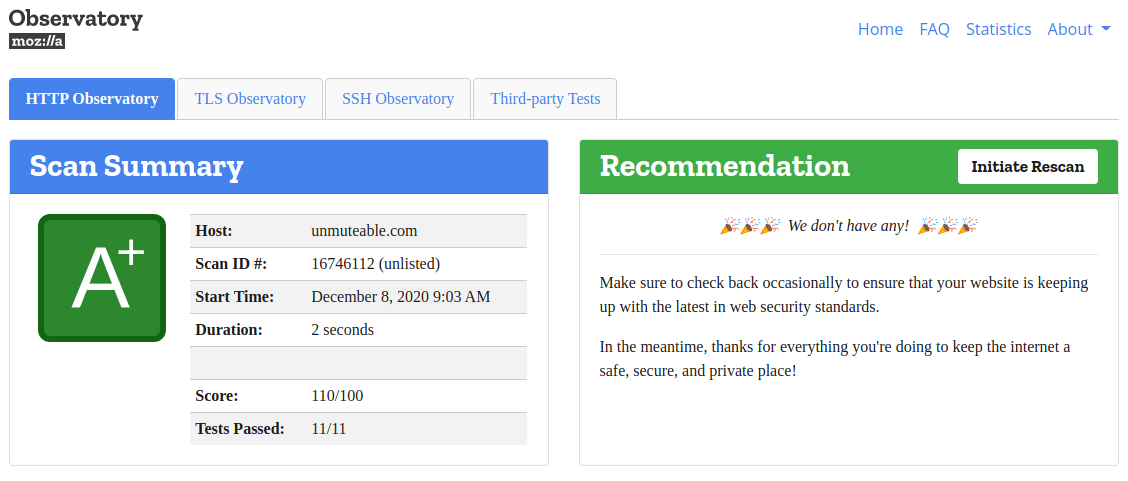 Observatory
moz://a
Home FAQ Statistics About
HTTP Observatory TLS Observatory SSH Observatory Third-party Tests
Scan Summary
A+
Host: unmuteable.com
Scan ID #: 16746112 (unlisted)
Start Time: December 8, 2020 9:03 AM
Duration: 2 seconds
Score: 110/100
Tests Passed: 11/11
Recommendation
Initiate Rescan
We don't have any!
Make sure to check back occasionally to ensure that your website is keeping
up with the latest in web security standards.
In the meantime, thanks for everything you're doing to keep the internet a
safe, secure, and private place!